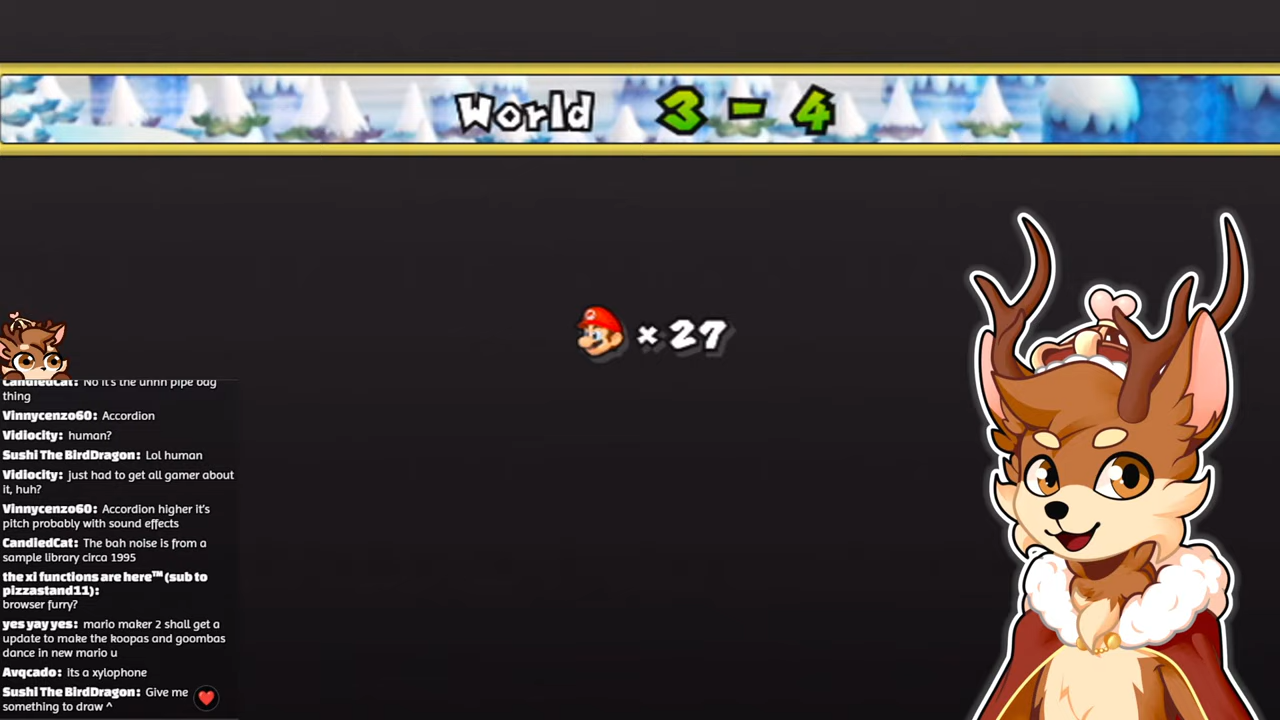 World 3 - 4
× 27
CandiedCat: No it's the unnn pipe bag
thing
Vinnycenzo60: Accordion
Vidiocity: human?
Sushi The BirdDragon: Lol human
Vidiocity: just had to get all gamer about
it, huh?
Vinnycenzo60: Accordion higher it's
pitch probably with sound effects
CandiedCat: The bah noise is from a
sample library circa 1995
the xi functions are here™ (sub to
pizzastand11):
browser furry?
yes yay yes: mario maker 2 shall get a
update to make the koopas and goombas
dance in new mario u
Avqcado: its a xylophone
Sushi The BirdDragon: Give me
something to draw ^